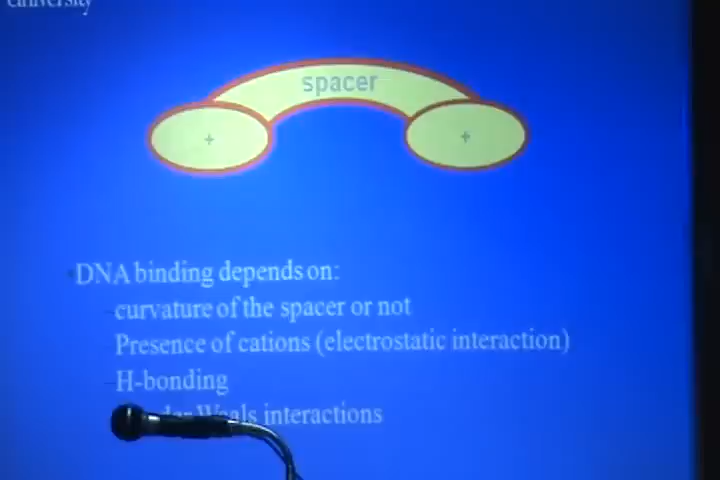 University
spacer
+ +
DNA binding depends on:
-curvature of the spacer or not
-Presence of cations (electrostatic interaction)
-H-bonding
Waals interactions